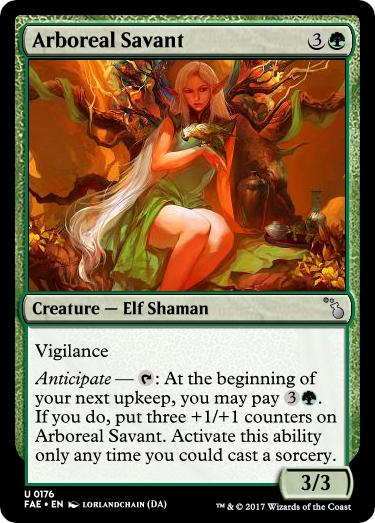 Arboreal Savant 3
Creature — Elf Shaman
Vigilance
Anticipate — : At the beginning of
your next upkeep, you may pay 3 .
If you do, put three +1/+1 counters on
Arboreal Savant. Activate this ability
only any time you could cast a sorcery.
3/3
U 0176
FAE • EN LORLANDCHAIN (DA) ™ & © 2017 Wizards of the Coast